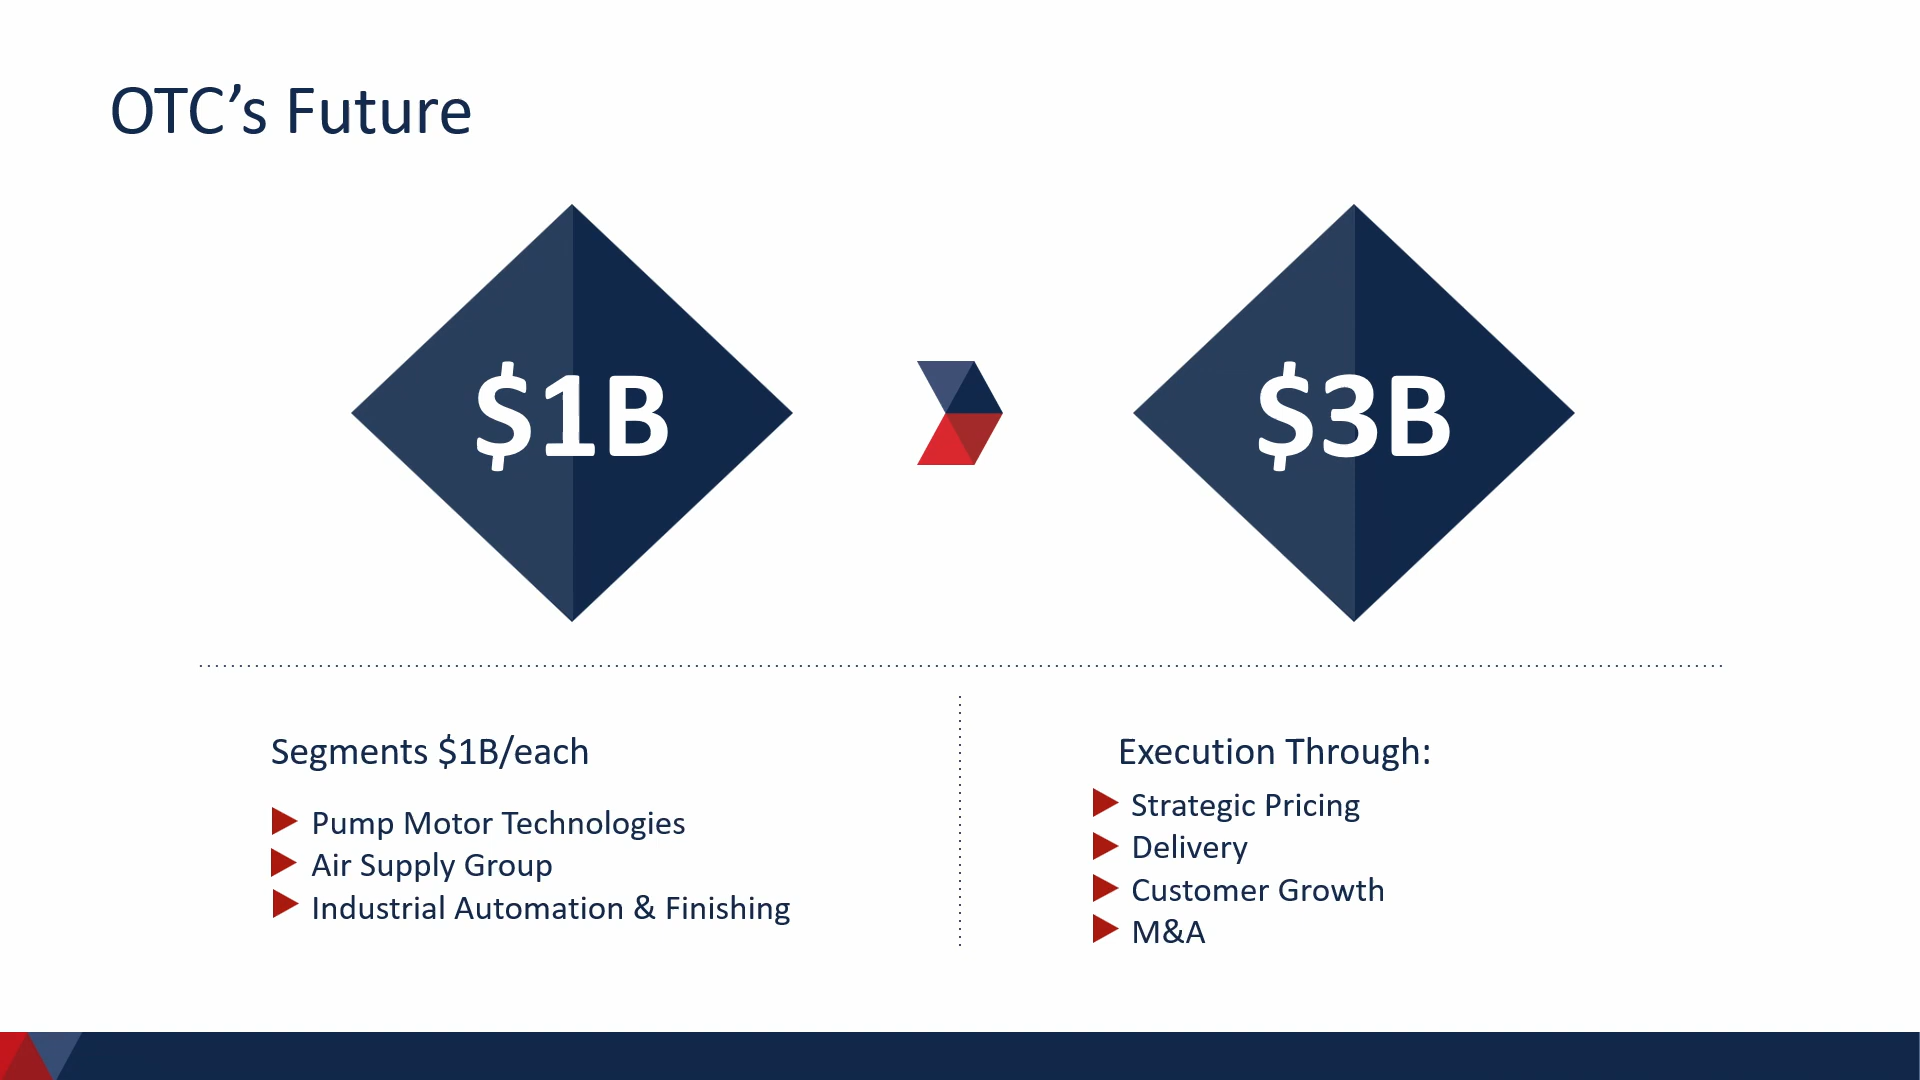 OTC’s Future
$1B
$3B
Segments $1B/each
Pump Motor Technologies
Air Supply Group
Industrial Automation & Finishing
Execution Through:
Strategic Pricing
Delivery
Customer Growth
M&A